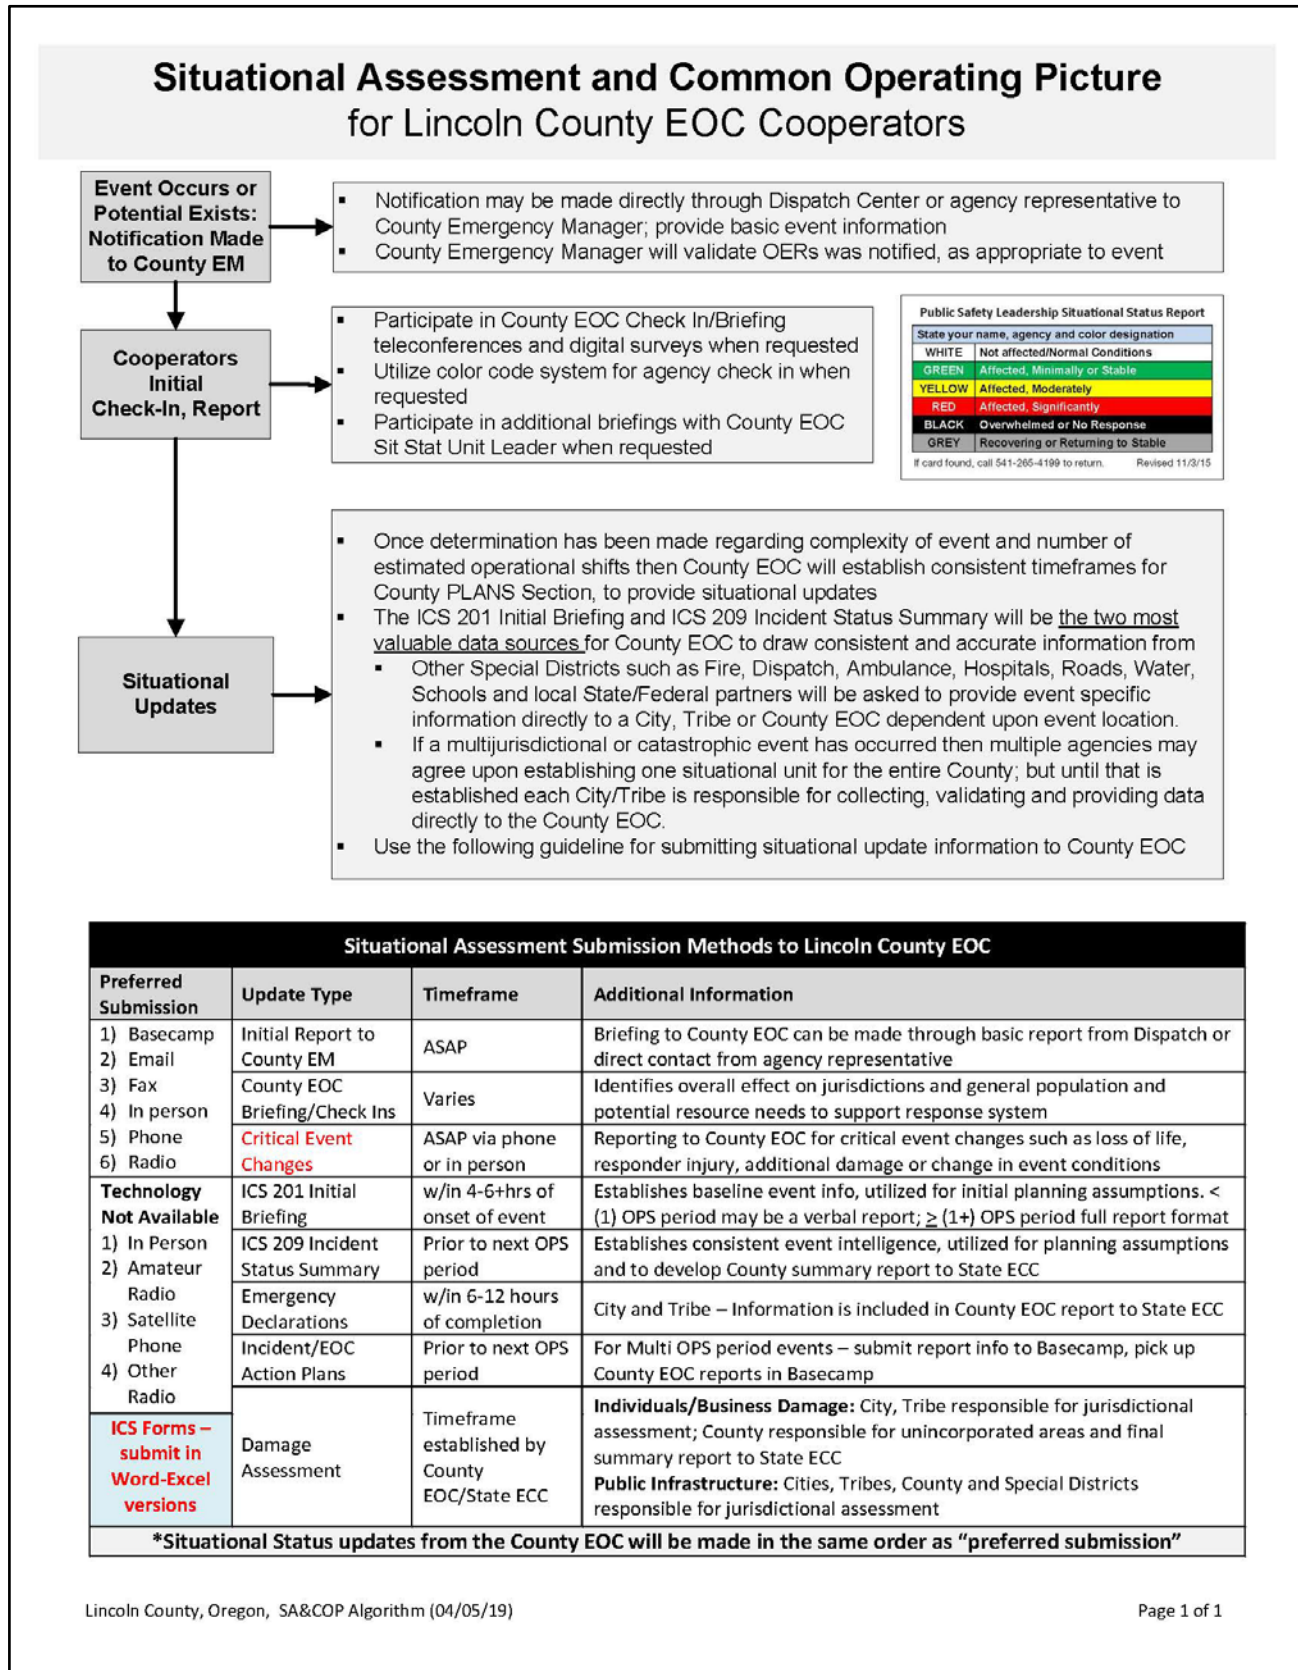 Situational Assessment and Common Operating Picture
for Lincoln County EOC Cooperators
Event Occurs or
Potential Exists:
Notification Made
to County EM
▪ Notification may be made directly through Dispatch Center or agency representative to
County Emergency Manager; provide basic event information
▪ County Emergency Manager will validate OERs was notified, as appropriate to event
Cooperators
Initial
Check-In, Report
▪ Participate in County EOC Check In/Briefing
teleconferences and digital surveys when requested
▪ Utilize color code system for agency check in when
requested
▪ Participate in additional briefings with County EOC
Sit Stat Unit Leader when requested
Public Safety Leadership Situational Status Report
State your name, agency and color designation
WHITE Not affected/Normal Conditions
GREEN Affected, Minimally or Stable
YELLOW Affected, Moderately
RED Affected, Significantly
BLACK Overwhelmed or No Response
GREY Recovering or Returning to Stable
If card found, call 541-265-4199 to return. Revised 11/3/15
Situational
Updates
▪ Once determination has been made regarding complexity of event and number of
estimated operational shifts then County EOC will establish consistent timeframes for
County PLANS Section, to provide situational updates
▪ The ICS 201 Initial Briefing and ICS 209 Incident Status Summary will be the two most
valuable data sources for County EOC to draw consistent and accurate information from
▪ Other Special Districts such as Fire, Dispatch, Ambulance, Hospitals, Roads, Water,
Schools and local State/Federal partners will be asked to provide event specific
information directly to a City, Tribe or County EOC dependent upon event location.
▪ If a multijurisdictional or catastrophic event has occurred then multiple agencies may
agree upon establishing one situational unit for the entire County; but until that is
established each City/Tribe is responsible for collecting, validating and providing data
directly to the County EOC.
▪ Use the following guideline for submitting situational update information to County EOC
Situational Assessment Submission Methods to Lincoln County EOC
Preferred
Submission
Update Type
Timeframe
Additional Information
1) Basecamp
2) Email
3) Fax
4) In person
5) Phone
6) Radio
Technology
Not Available
1) In Person
2) Amateur
Radio
3) Satellite
Phone
4) Other
Radio
ICS Forms –
submit in
Word-Excel
versions
Initial Report to
County EM
ASAP
Briefing to County EOC can be made through basic report from Dispatch or
direct contact from agency representative
County EOC
Briefing/Check Ins
Varies
Identifies overall effect on jurisdictions and general population and
potential resource needs to support response system
Critical Event
Changes
ASAP via phone
or in person
Reporting to County EOC for critical event changes such as loss of life,
responder injury, additional damage or change in event conditions
ICS 201 Initial
Briefing
w/in 4-6+hrs of
onset of event
Establishes baseline event info, utilized for initial planning assumptions. <
(1) OPS period may be a verbal report; ≥ (1+) OPS period full report format
ICS 209 Incident
Status Summary
Prior to next OPS
period
Establishes consistent event intelligence, utilized for planning assumptions
and to develop County summary report to State ECC
Emergency
Declarations
w/in 6-12 hours
of completion
City and Tribe – Information is included in County EOC report to State ECC
Incident/EOC
Action Plans
Prior to next OPS
period
For Multi OPS period events – submit report info to Basecamp, pick up
County EOC reports in Basecamp
Damage
Assessment
Timeframe
established by
County
EOC/State ECC
Individuals/Business Damage: City, Tribe responsible for jurisdictional
assessment; County responsible for unincorporated areas and final
summary report to State ECC
Public Infrastructure: Cities, Tribes, County and Special Districts
responsible for jurisdictional assessment
*Situational Status updates from the County EOC will be made in the same order as “preferred submission”
Lincoln County, Oregon, SA&COP Algorithm (04/05/19)
Page 1 of 1